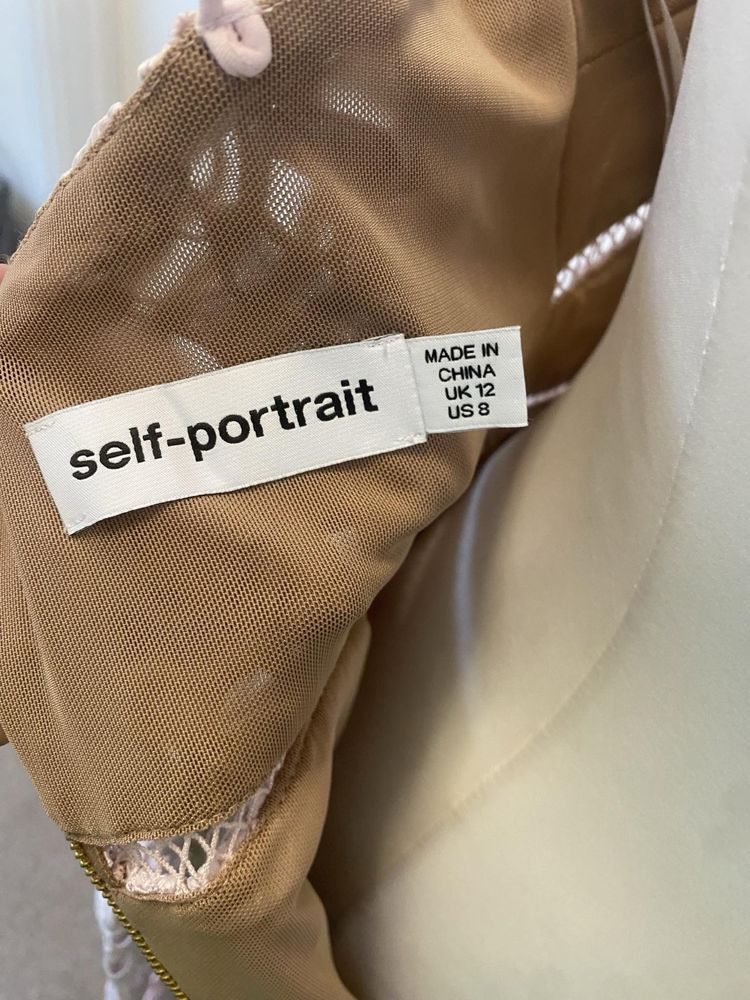 self-portrait
MADE IN
CHINA
UK 12
US 8